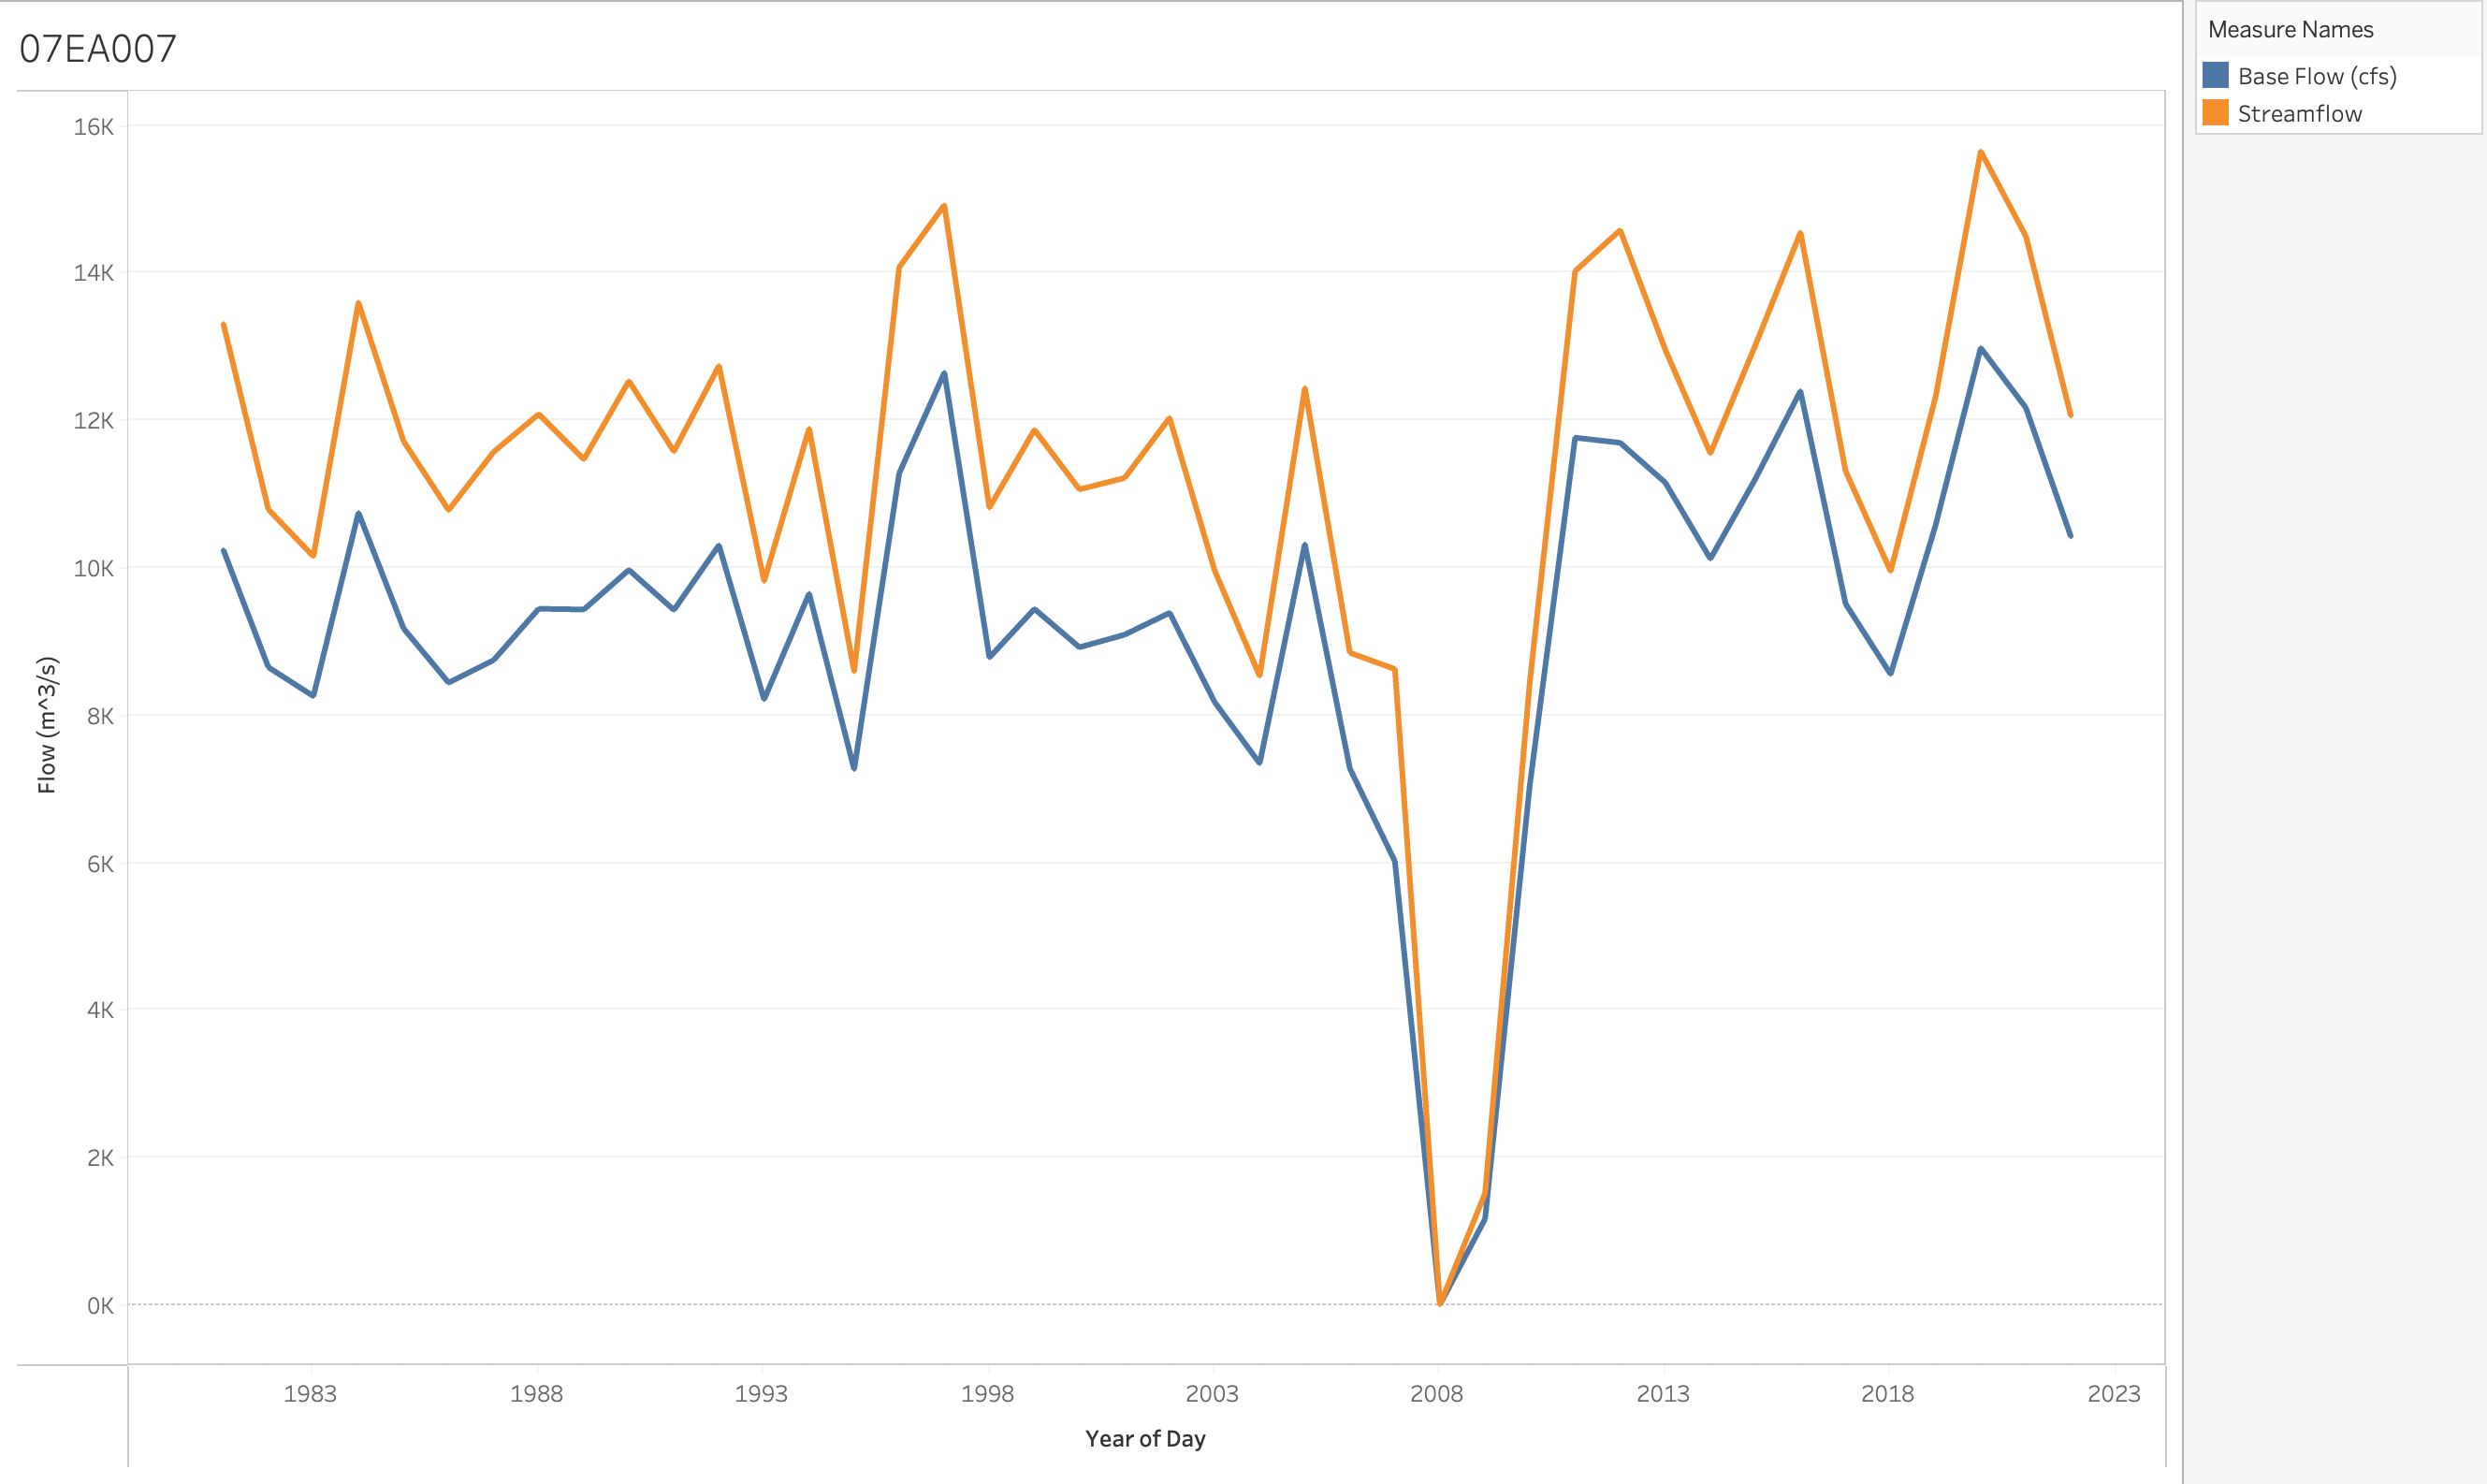 07EA007
Measure Names
Base Flow (cfs)
Streamflow
16K
14K
12K
10K
8K
6K
4K
2K
0K
Flow (m^3/s)
1983 1988 1993 1998 2003 2008 2013 2018 2023
Year of Day